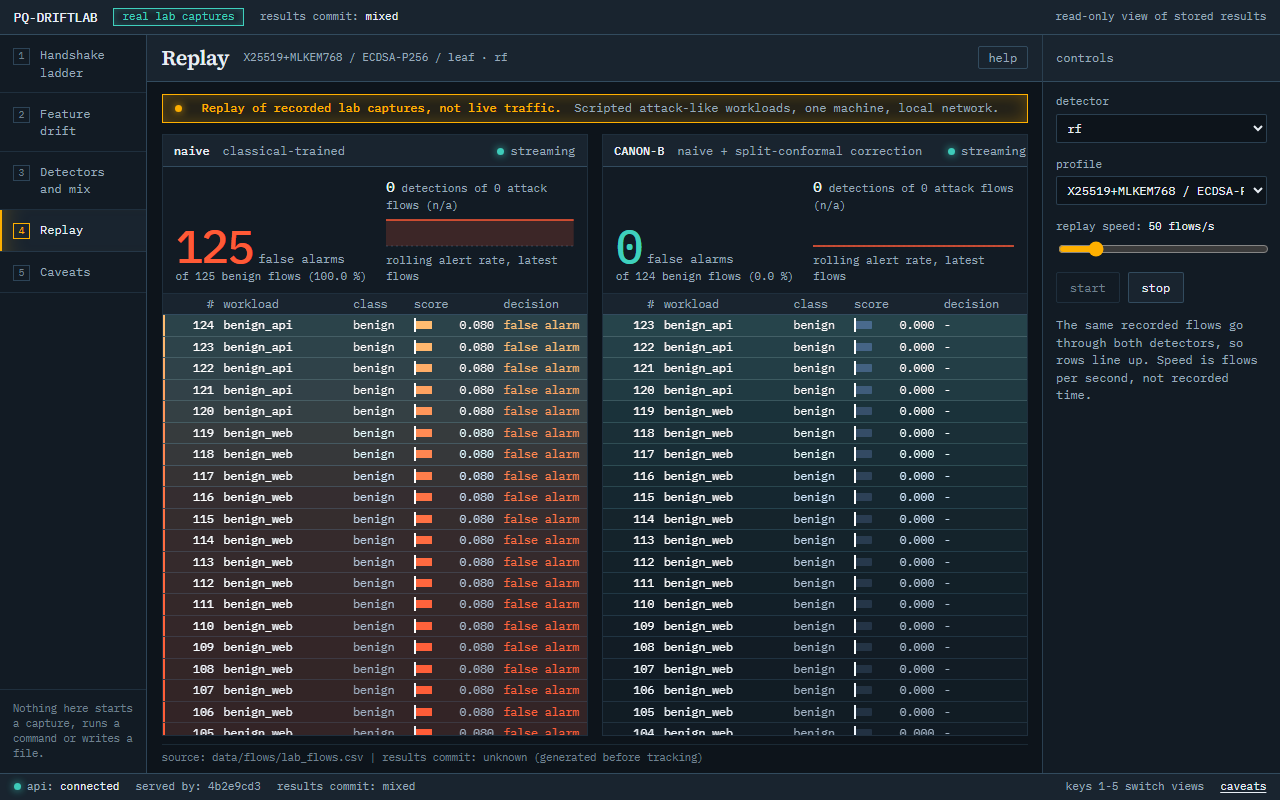 PQ-DRIFTLAB real lab captures results commit: mixed read-only view of stored results
1 Handshake ladder
2 Feature drift
3 Detectors and mix
4 Replay
5 Caveats
Nothing here starts
a capture, runs a
command or writes a
file.
Replay X25519+MLKEM768 / ECDSA-P256 / leaf · rf help
Replay of recorded lab captures, not live traffic. Scripted attack-like workloads, one machine, local network.
naive classical-trained streaming
0 detections of 0 attack
flows (n/a)
125 false alarms
of 125 benign flows (100.0 %)
rolling alert rate, latest
flows
# workload class score decision
124 benign_api benign 0.080 false alarm
123 benign_api benign 0.080 false alarm
122 benign_api benign 0.080 false alarm
121 benign_api benign 0.080 false alarm
120 benign_api benign 0.080 false alarm
119 benign_web benign 0.080 false alarm
118 benign_web benign 0.080 false alarm
117 benign_web benign 0.080 false alarm
116 benign_web benign 0.080 false alarm
115 benign_web benign 0.080 false alarm
114 benign_web benign 0.080 false alarm
113 benign_web benign 0.080 false alarm
112 benign_web benign 0.080 false alarm
111 benign_web benign 0.080 false alarm
110 benign_web benign 0.080 false alarm
109 benign_web benign 0.080 false alarm
108 benign_web benign 0.080 false alarm
107 benign_web benign 0.080 false alarm
106 benign_web benign 0.080 false alarm
105 benign_web benign 0.080 false alarm
CANON-B naive + split-conformal correction streaming
0 detections of 0 attack flows
(n/a)
0 false alarms
of 124 benign flows (0.0 %)
rolling alert rate, latest
flows
# workload class score decision
123 benign_api benign 0.000 -
122 benign_api benign 0.000 -
121 benign_api benign 0.000 -
120 benign_api benign 0.000 -
119 benign_web benign 0.000 -
118 benign_web benign 0.000 -
117 benign_web benign 0.000 -
116 benign_web benign 0.000 -
115 benign_web benign 0.000 -
114 benign_web benign 0.000 -
113 benign_web benign 0.000 -
112 benign_web benign 0.000 -
111 benign_web benign 0.000 -
110 benign_web benign 0.000 -
109 benign_web benign 0.000 -
108 benign_web benign 0.000 -
107 benign_web benign 0.000 -
106 benign_web benign 0.000 -
105 benign_web benign 0.000 -
104 benign_web benign 0.000 -
source: data/flows/lab_flows.csv | results commit: unknown (generated before tracking)
controls
detector
rf
profile
X25519+MLKEM768 / ECDSA-F
replay speed: 50 flows/s
start stop
The same recorded flows go
through both detectors, so
rows line up. Speed is flows
per second, not recorded
time.
api: connected served by: 4b2e9cd3 results commit: mixed keys 1-5 switch views caveats